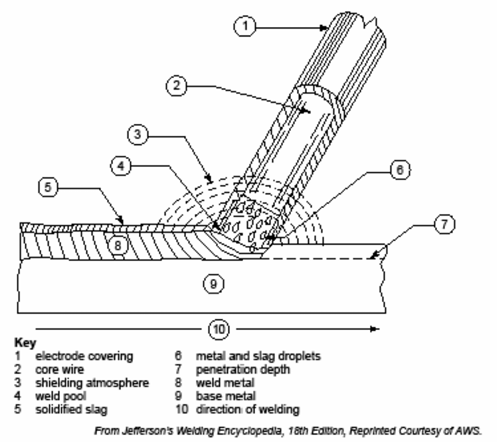 1
2
3
4
5
6
7
8
9
10
Key
1 electrode covering
2 core wire
3 shielding atmosphere
4 weld pool
5 solidified slag
6 metal and slag droplets
7 penetration depth
8 weld metal
9 base metal
10 direction of welding
From Jefferson's Welding Encyclopedia, 18th Edition, Reprinted Courtesy of AWS.